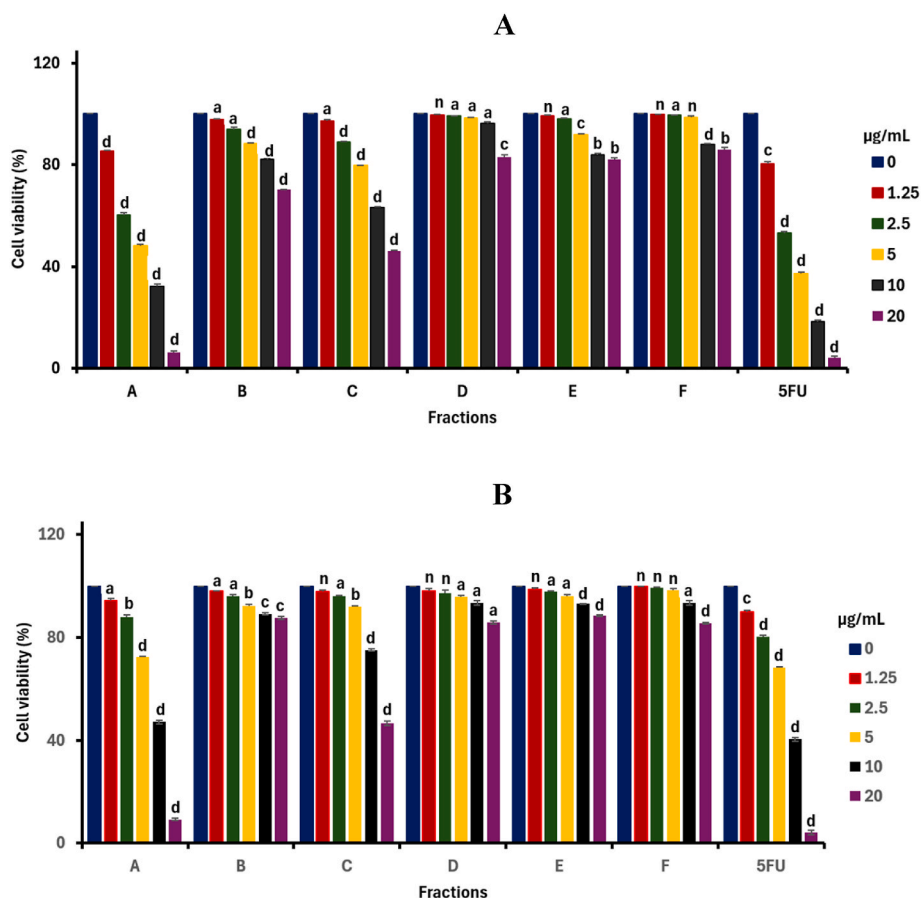 A
120
80
40
0
Cell viability (%)
d d d d d
a a d d d
a d d d d
n a a a c
n a c b b
n a n d b
c d d d d
A B C D E F 5FU
Fractions
µg/mL
0
1.25
2.5
5
10
20
B
120
80
40
0
Cell viability (%)
a b d d d
a a b c c
n a b d d
n n a a a
n a a d d
n n n a d
c d d d d
A B C D E F 5FU
Fractions
µg/mL
0
1.25
2.5
5
10
20